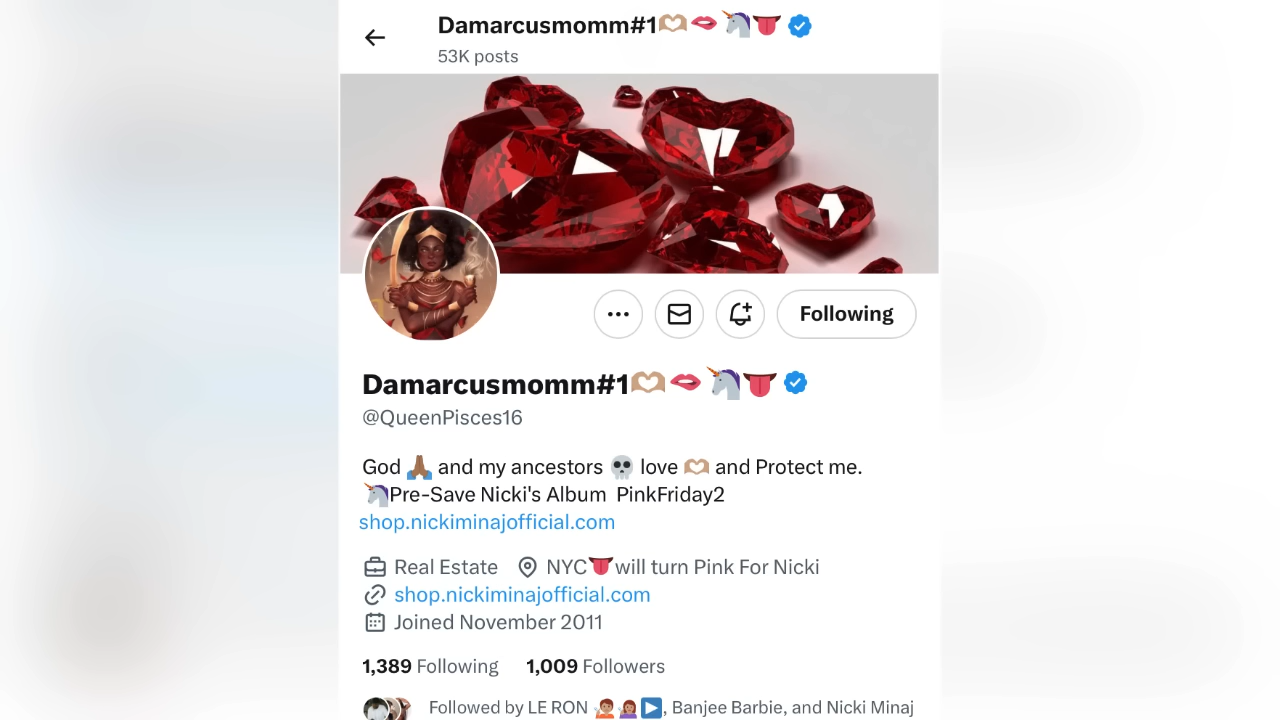 Damarcusmomm#1🫶🏼🫦🦄👅
53K posts
Following
Damarcusmomm#1🫶🏼🫦🦄👅
@QueenPisces16
God 🙏🏾 and my ancestors 💀 love 🫶🏼 and Protect me.
🦄Pre-Save Nicki's Album PinkFriday2
shop.nickiminajofficial.com
Real Estate NYC👅will turn Pink For Nicki
shop.nickiminajofficial.com
Joined November 2011
1,389 Following 1,009 Followers
Followed by LE RON 🙋🏽‍♂️🙋🏽‍♀️▶️, Banjee Barbie, and Nicki Minaj